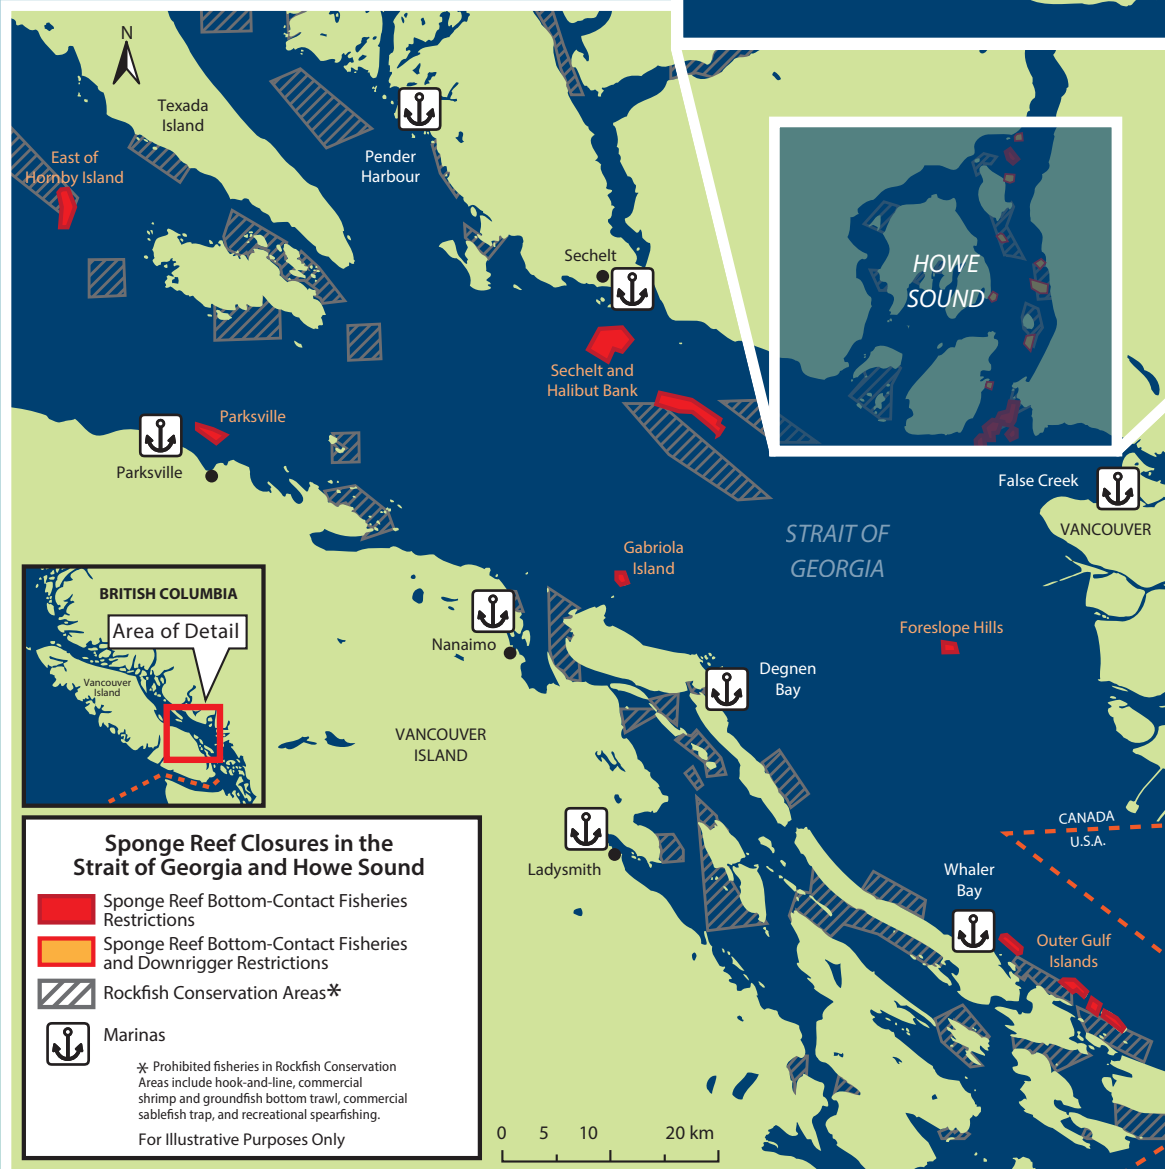 N
Texada
Island
East of
Hornby Island
Pender
Harbour
Sechelt
HOWE
SOUND
Sechelt and
Halibut Bank
Parksville
Parksville
False Creek
VANCOUVER
STRAIT OF
GEORGIA
Gabriola
Island
Foreslope Hills
Nanaimo
Degnen
Bay
BRITISH COLUMBIA
Area of Detail
Vancouver
Island
VANCOUVER
ISLAND
CANADA
U.S.A.
Ladysmith
Whaler
Bay
Outer Gulf
Islands
Sponge Reef Closures in the
Strait of Georgia and Howe Sound
Sponge Reef Bottom-Contact Fisheries
Restrictions
Sponge Reef Bottom-Contact Fisheries
and Downrigger Restrictions
Rockfish Conservation Areas*
Marinas
* Prohibited fisheries in Rockfish Conservation
Areas include hook-and-line, commercial
shrimp and groundfish bottom trawl, commercial
sablefish trap, and recreational spearfishing.
For Illustrative Purposes Only
0 5 10 20 km